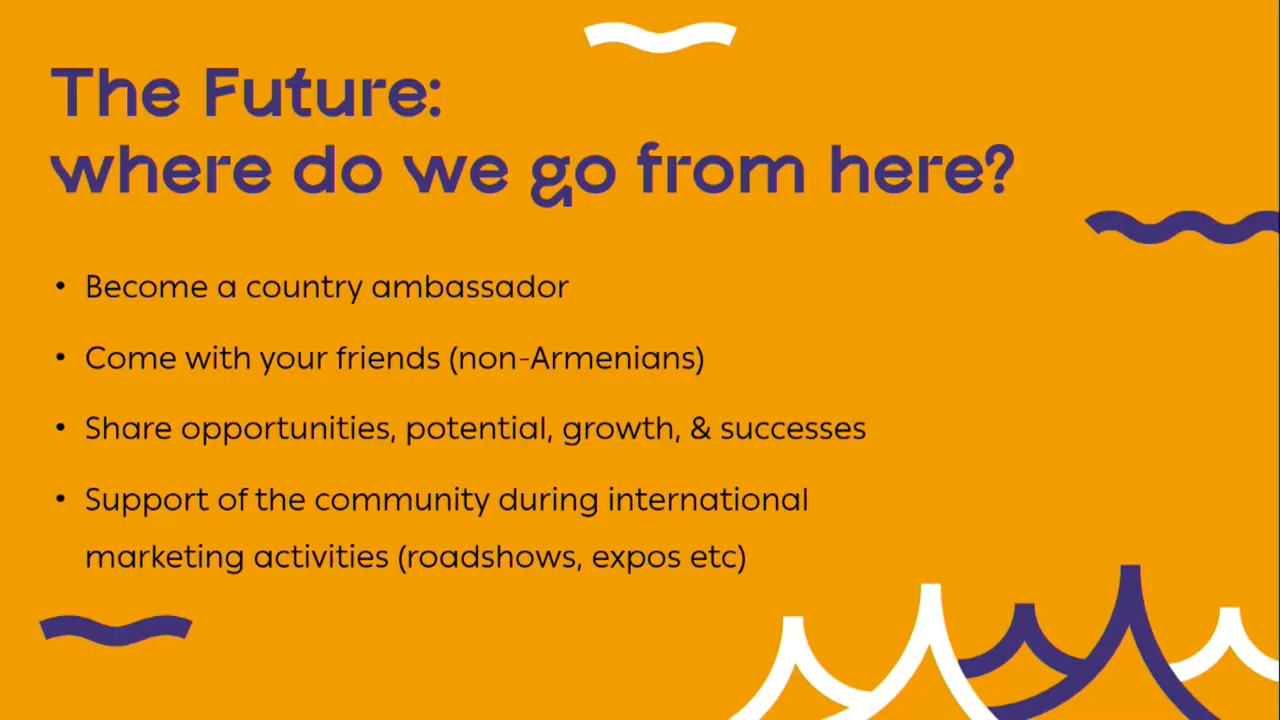 The Future:
where do we go from here?
• Become a country ambassador
• Come with your friends (non-Armenians)
• Share opportunities, potential, growth, & successes
• Support of the community during international
marketing activities (roadshows, expos etc)